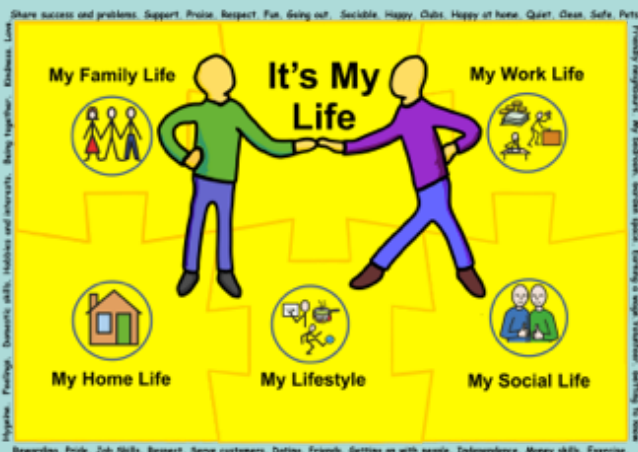 Share success and problems. Support. Praise. Respect. Fun. Going out. Sociable. Happy. Clubs. Happy at home. Quiet. Clean. Safe. Pets
My Family Life
It's My
Life
My Work Life
My Home Life
My Lifestyle
My Social Life
Hygeine. Feelings. Domestic skills. Hobbies and interests. Being together. Kindness. Love
Rewarding. Pride. Job Skills. Respect. Serve customers. Dating. Friends. Getting on with people. Independence. Money skills. Exercise